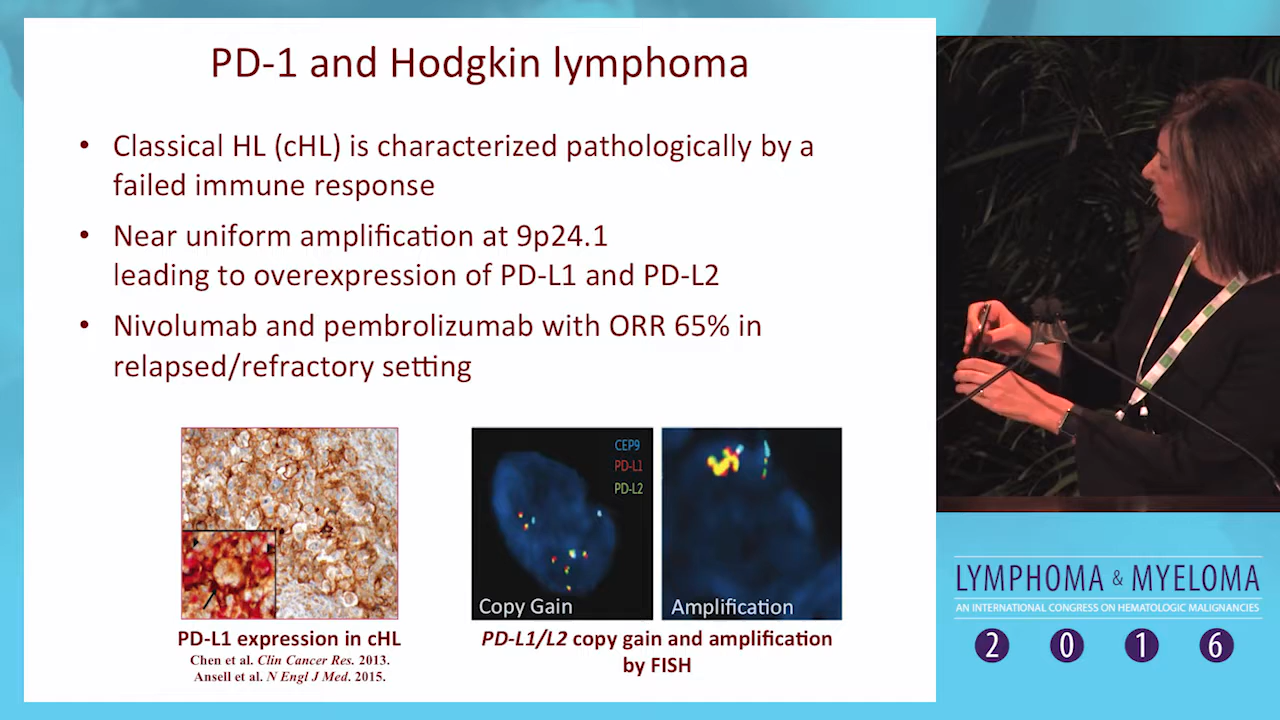 PD-1 and Hodgkin lymphoma
• Classical HL (cHL) is characterized pathologically by a
failed immune response
• Near uniform amplification at 9p24.1
leading to overexpression of PD-L1 and PD-L2
• Nivolumab and pembrolizumab with ORR 65% in
relapsed/refractory setting
CEP9
PD-L1
PD-L2
Copy Gain
Amplification
PD-L1 expression in cHL
Chen et al. Clin Cancer Res. 2013.
Ansell et al. N Engl J Med. 2015.
PD-L1/L2 copy gain and amplification
by FISH
LYMPHOMA & MYELOMA
AN INTERNATIONAL CONGRESS ON HEMATOLOGIC MALIGNANCIES
2 0 1 6